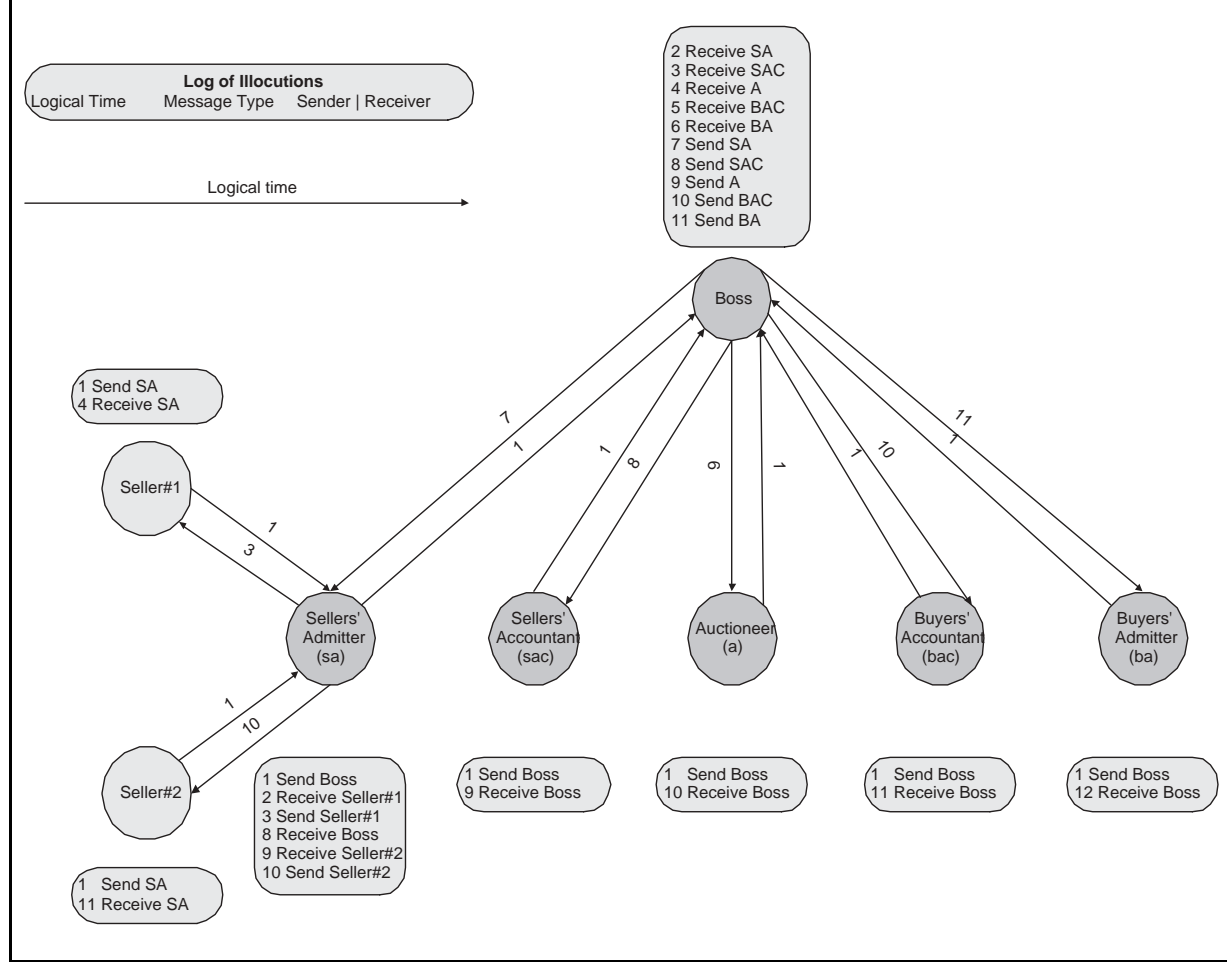 Log of Illocutions
Logical Time Message Type Sender | Receiver
Logical time
2 Receive SA
3 Receive SAC
4 Receive A
5 Receive BAC
6 Receive BA
7 Send SA
8 Send SAC
9 Send A
10 Send BAC
11 Send BA
Boss
1 Send SA
4 Receive SA
Seller#1
1
3
7
1
1
8
9
1
1
10
11
1
Sellers'
Admitter
(sa)
Sellers'
Accountant
(sac)
Auctioneer
(a)
Buyers'
Accountant
(bac)
Buyers'
Admitter
(ba)
1
10
Seller#2
1 Send SA
11 Receive SA
1 Send Boss
2 Receive Seller#1
3 Send Seller#1
8 Receive Boss
9 Receive Seller#2
10 Send Seller#2
1 Send Boss
9 Receive Boss
1 Send Boss
10 Receive Boss
1 Send Boss
11 Receive Boss
1 Send Boss
12 Receive Boss